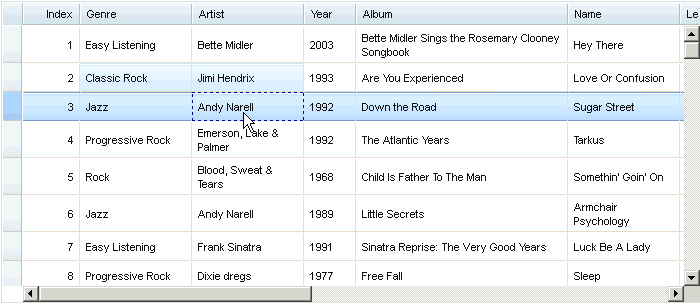 Index Genre Artist Year Album Name Le
1 Easy Listening Bette Midler 2003 Bette Midler Sings the Rosemary Clooney Songbook Hey There
2 Classic Rock Jimi Hendrix 1993 Are You Experienced Love Or Confusion
3 Jazz Andy Narell 1992 Down the Road Sugar Street
4 Progressive Rock Emerson, Lake & Palmer 1992 The Atlantic Years Tarkus
5 Rock Blood, Sweat & Tears 1968 Child Is Father To The Man Somethin' Goin' On
6 Jazz Andy Narell 1989 Little Secrets Armchair Psychology
7 Easy Listening Frank Sinatra 1991 Sinatra Reprise: The Very Good Years Luck Be A Lady
8 Progressive Rock Dixie dregs 1977 Free Fall Sleep